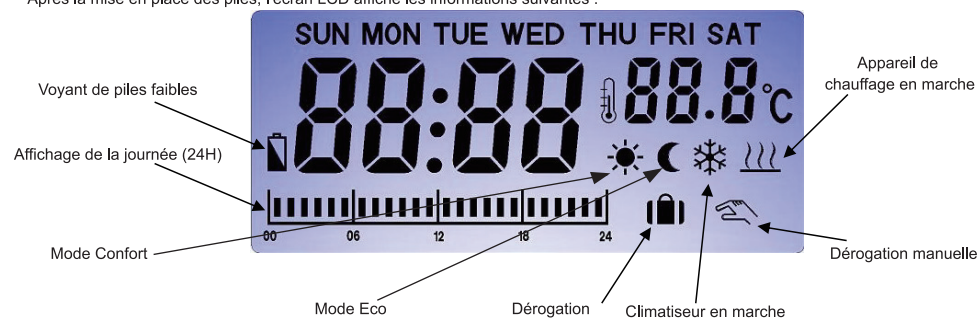 Après la mise en place des piles, l'écran LCD affiche les informations suivantes :
SUN MON TUE WED THU FRI SAT
88:88 88.8°C
Appareil de
chauffage en marche
Voyant de piles faibles
Affichage de la journée (24H)
00 06 12 18 24
Mode Confort
Dérogation manuelle
Mode Eco
Dérogation
Climatiseur en marche